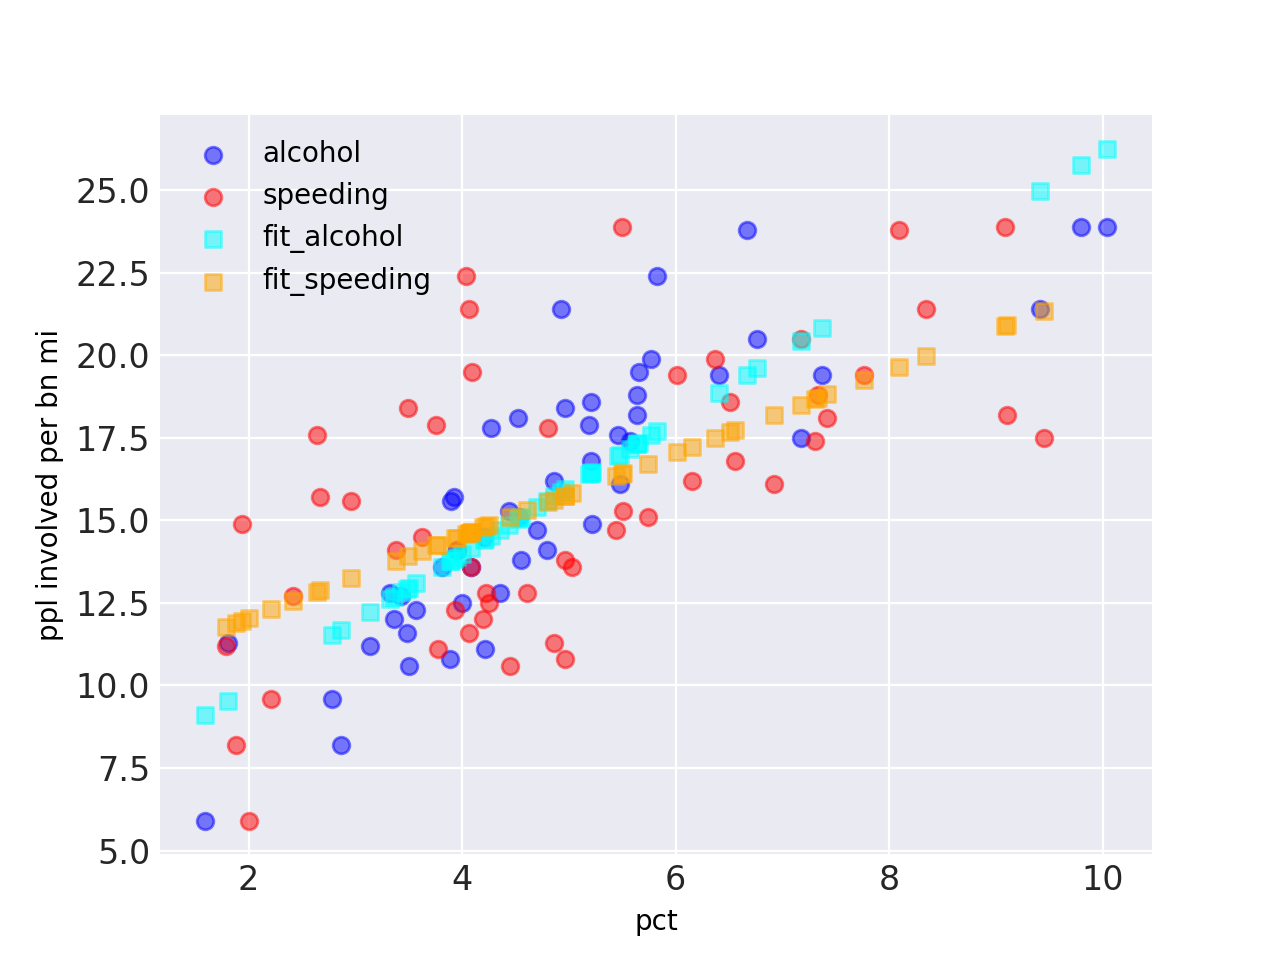 alcohol
speeding
fit_alcohol
fit_speeding
25.0
22.5
20.0
17.5
15.0
12.5
10.0
7.5
5.0
ppl involved per bn mi
2 4 6 8 10
pct